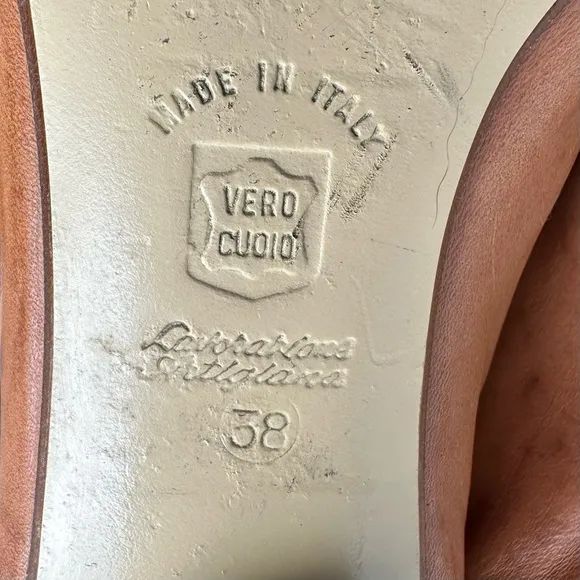 MADE IN ITALY
VERO
CUOIO
Lavorazione
Artigiana
38